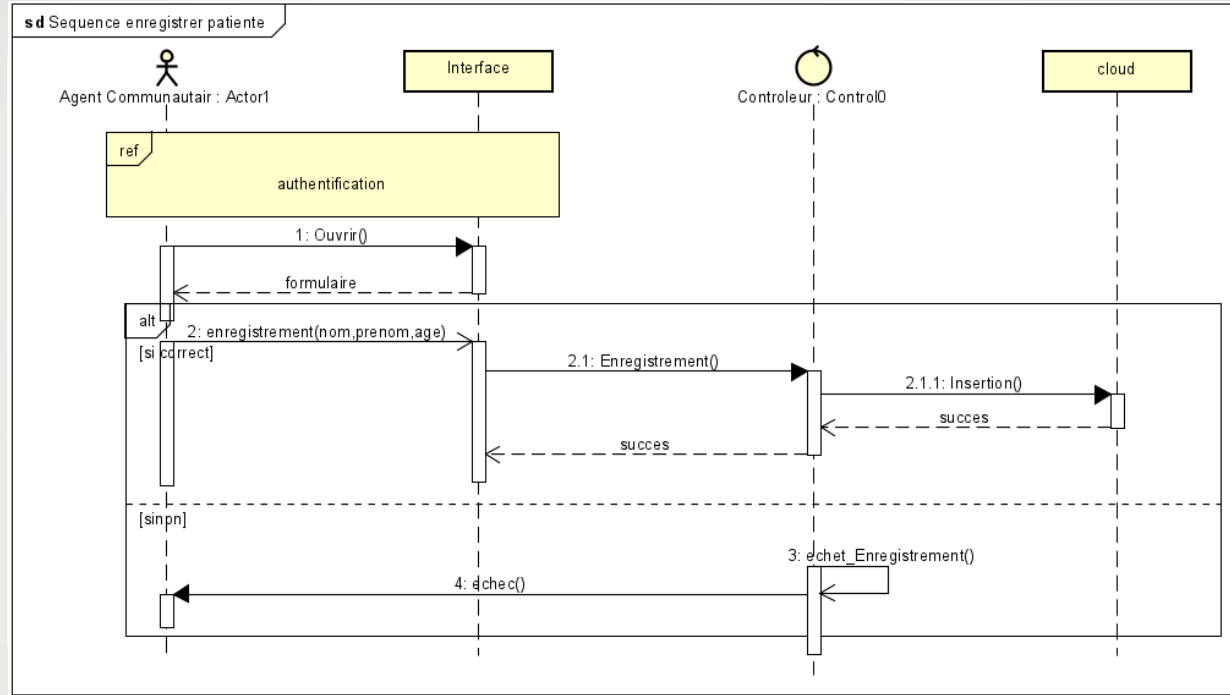 sd Sequence enregistrer patiente
Agent Communautair : Actor1
Interface
Controleur : Control0
cloud
ref
authentification
1: Ouvrir()
formulaire
alt
2: enregistrement(nom,prenom,age)
[si correct]
2.1: Enregistrement()
2.1.1: Insertion()
succes
succes
[sinon]
3: echet_Enregistrement()
4: echec()